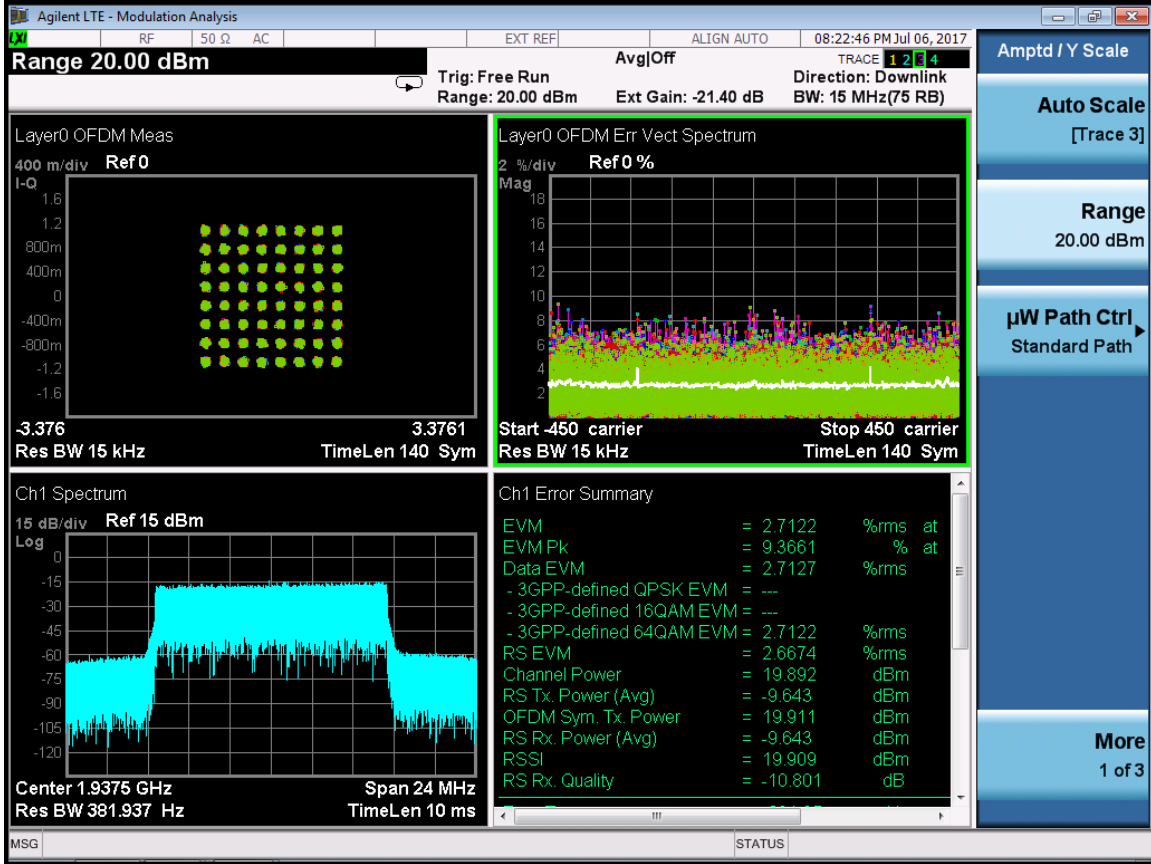 Agilent LTE - Modulation Analysis
LXI RF 50 Ω AC EXT REF ALIGN AUTO 08:22:46 PM Jul 06, 2017
Range 20.00 dBm
Trig: Free Run
Range: 20.00 dBm
Avg|Off
Ext Gain: -21.40 dB
TRACE 1 2 3 4
Direction: Downlink
BW: 15 MHz(75 RB)
Layer0 OFDM Meas
400 m/div Ref 0
I-Q
1.6
1.2
800m
400m
0
-400m
-800m
-1.2
-1.6
-3.376 3.3761
Res BW 15 kHz TimeLen 140 Sym
Layer0 OFDM Err Vect Spectrum
2 %/div Ref 0 %
Mag
18
16
14
12
10
8
6
4
2
Start -450 carrier Stop 450 carrier
Res BW 15 kHz TimeLen 140 Sym
Ch1 Spectrum
15 dB/div Ref 15 dBm
Log
0
-15
-30
-45
-60
-75
-90
-105
-120
Center 1.9375 GHz Span 24 MHz
Res BW 381.937 Hz TimeLen 10 ms
Ch1 Error Summary
EVM = 2.7122 %rms at
EVM Pk = 9.3661 % at
Data EVM = 2.7127 %rms
- 3GPP-defined QPSK EVM = ---
- 3GPP-defined 16QAM EVM = ---
- 3GPP-defined 64QAM EVM = 2.7122 %rms
RS EVM = 2.6674 %rms
Channel Power = 19.892 dBm
RS Tx. Power (Avg) = -9.643 dBm
OFDM Sym. Tx. Power = 19.911 dBm
RS Rx. Power (Avg) = -9.643 dBm
RSSI = 19.909 dBm
RS Rx. Quality = -10.801 dB
Amptd / Y Scale
Auto Scale
[Trace 3]
Range
20.00 dBm
µW Path Ctrl
Standard Path
More
1 of 3
MSG STATUS